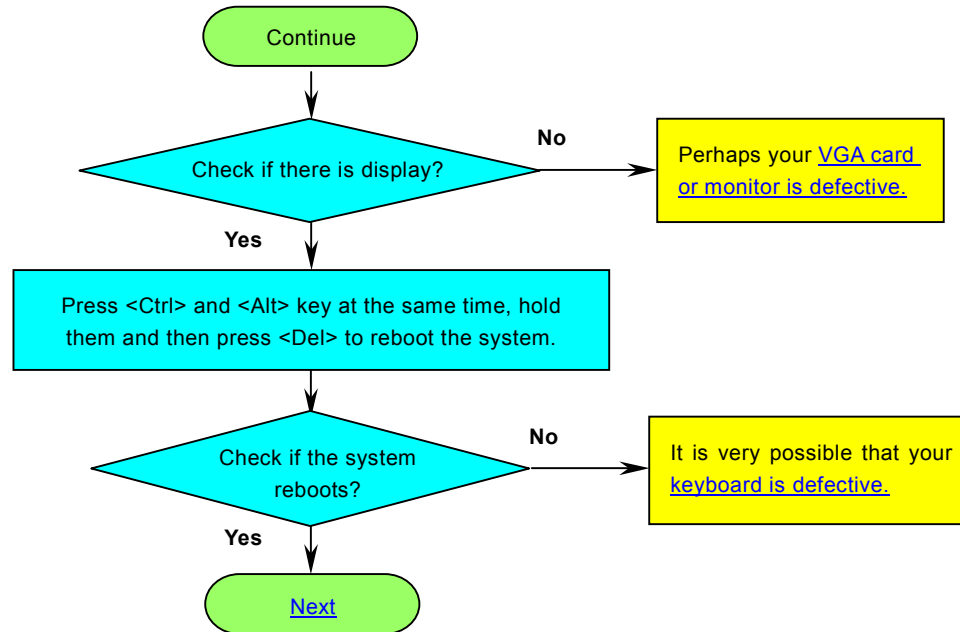 Continue
Check if there is display?
No
Perhaps your VGA card
or monitor is defective.
Yes
Press <Ctrl> and <Alt> key at the same time, hold
them and then press <Del> to reboot the system.
Check if the system
reboots?
No
It is very possible that your
keyboard is defective.
Yes
Next